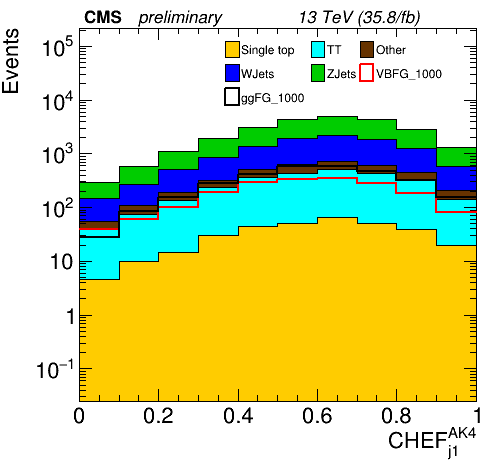 CMS preliminary 13 TeV (35.8/fb)
Events
Single top TT Other
WJets ZJets VBFG_1000
ggFG_1000
10^5
10^4
10^3
10^2
10
1
10^−1
0 0.2 0.4 0.6 0.8 1
CHEF_{j1}^{AK4}